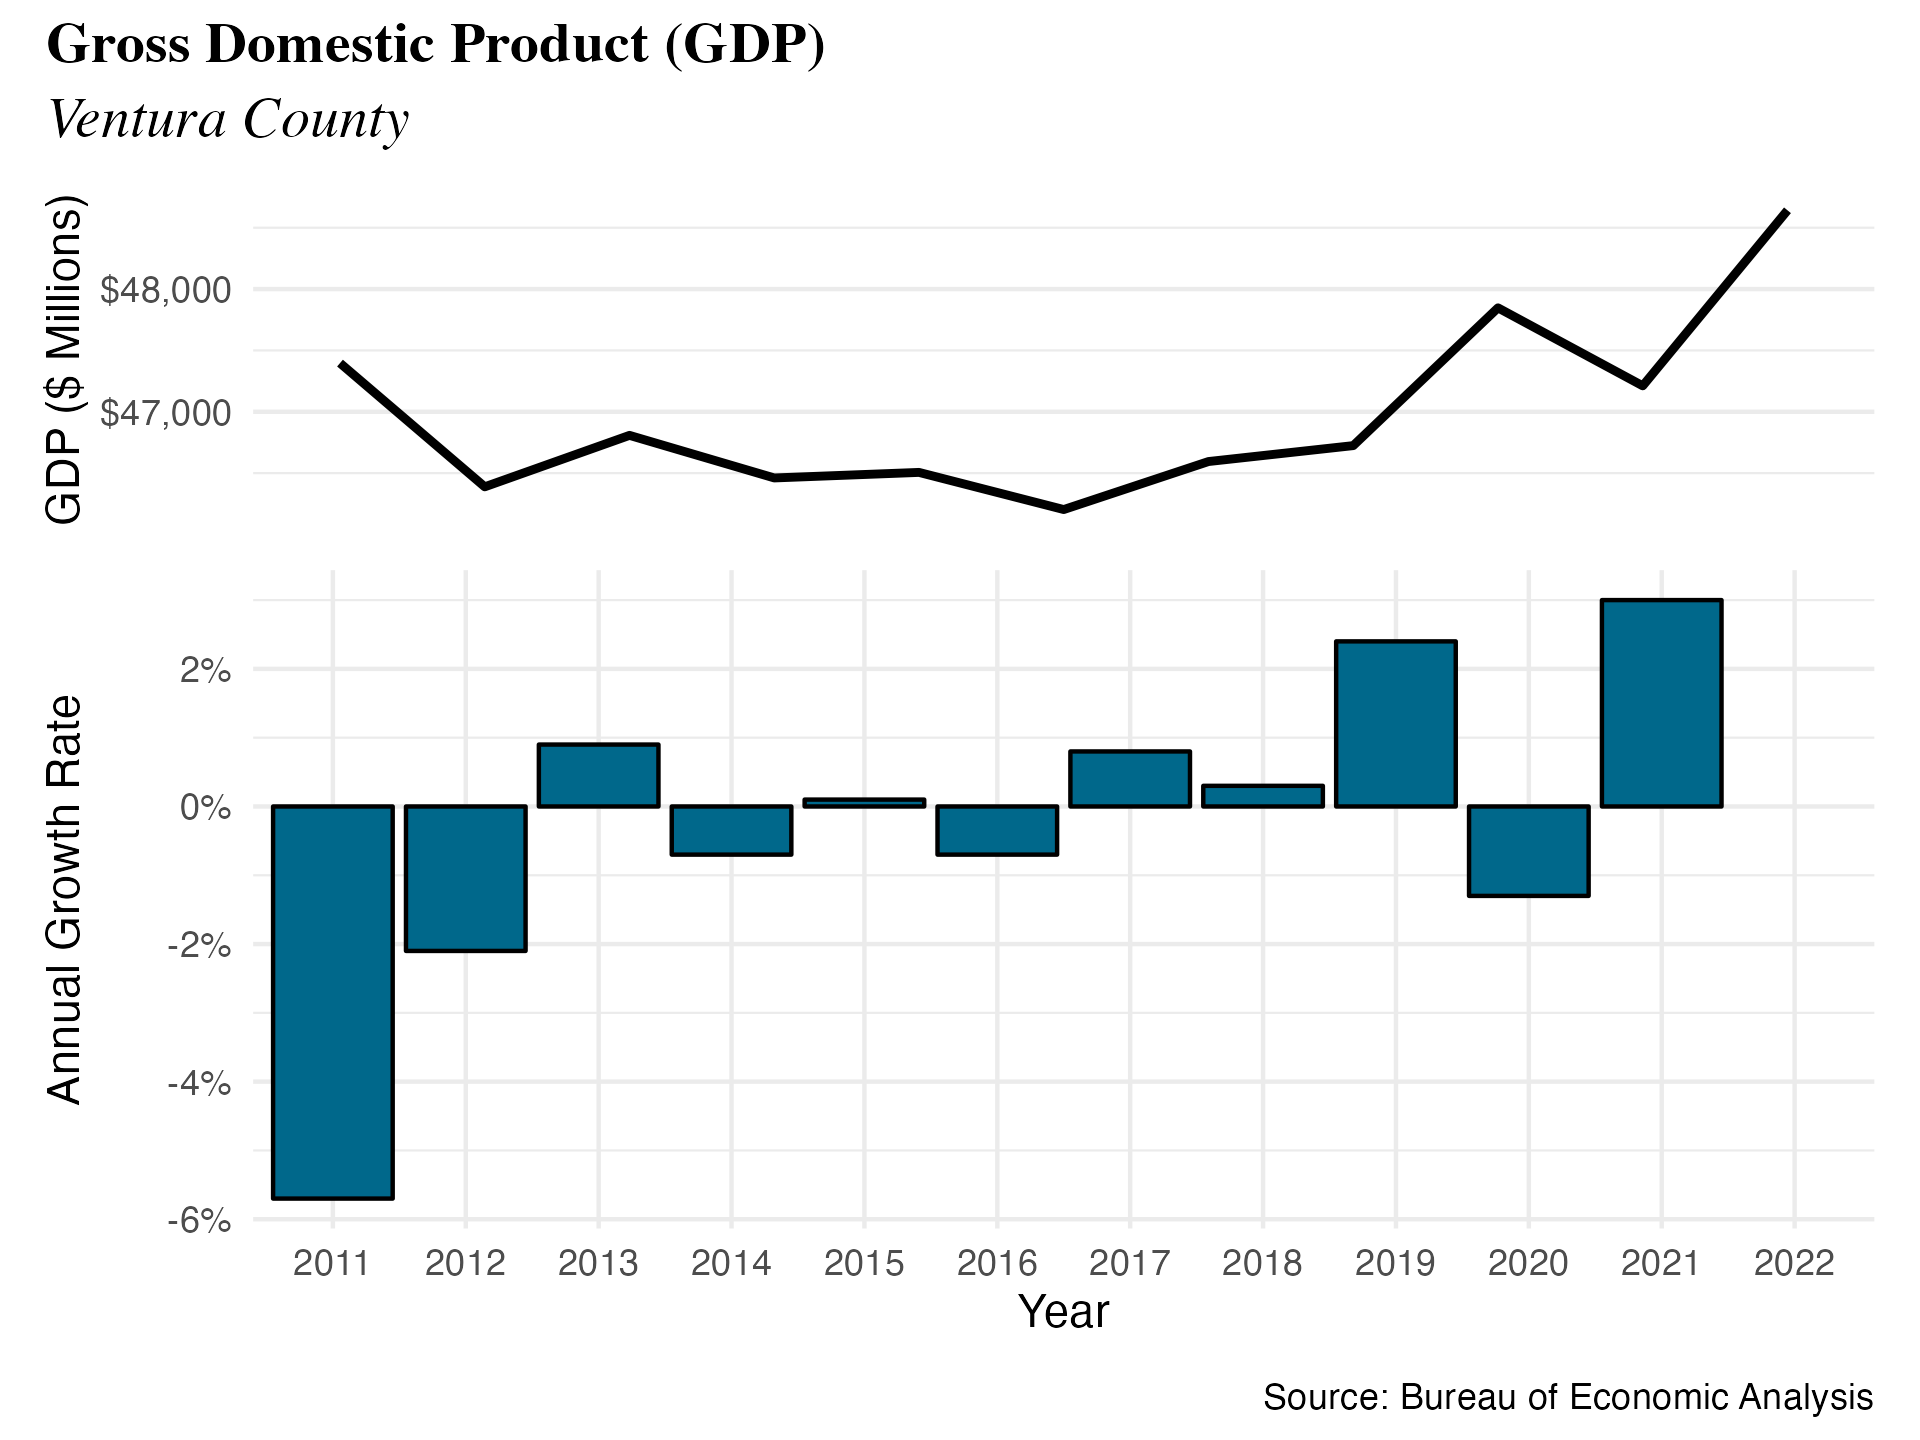 Gross Domestic Product (GDP)
Ventura County
GDP ($ Millions)
$48,000
$47,000
Annual Growth Rate
2%
0%
-2%
-4%
-6%
2011 2012 2013 2014 2015 2016 2017 2018 2019 2020 2021 2022
Year
Source: Bureau of Economic Analysis